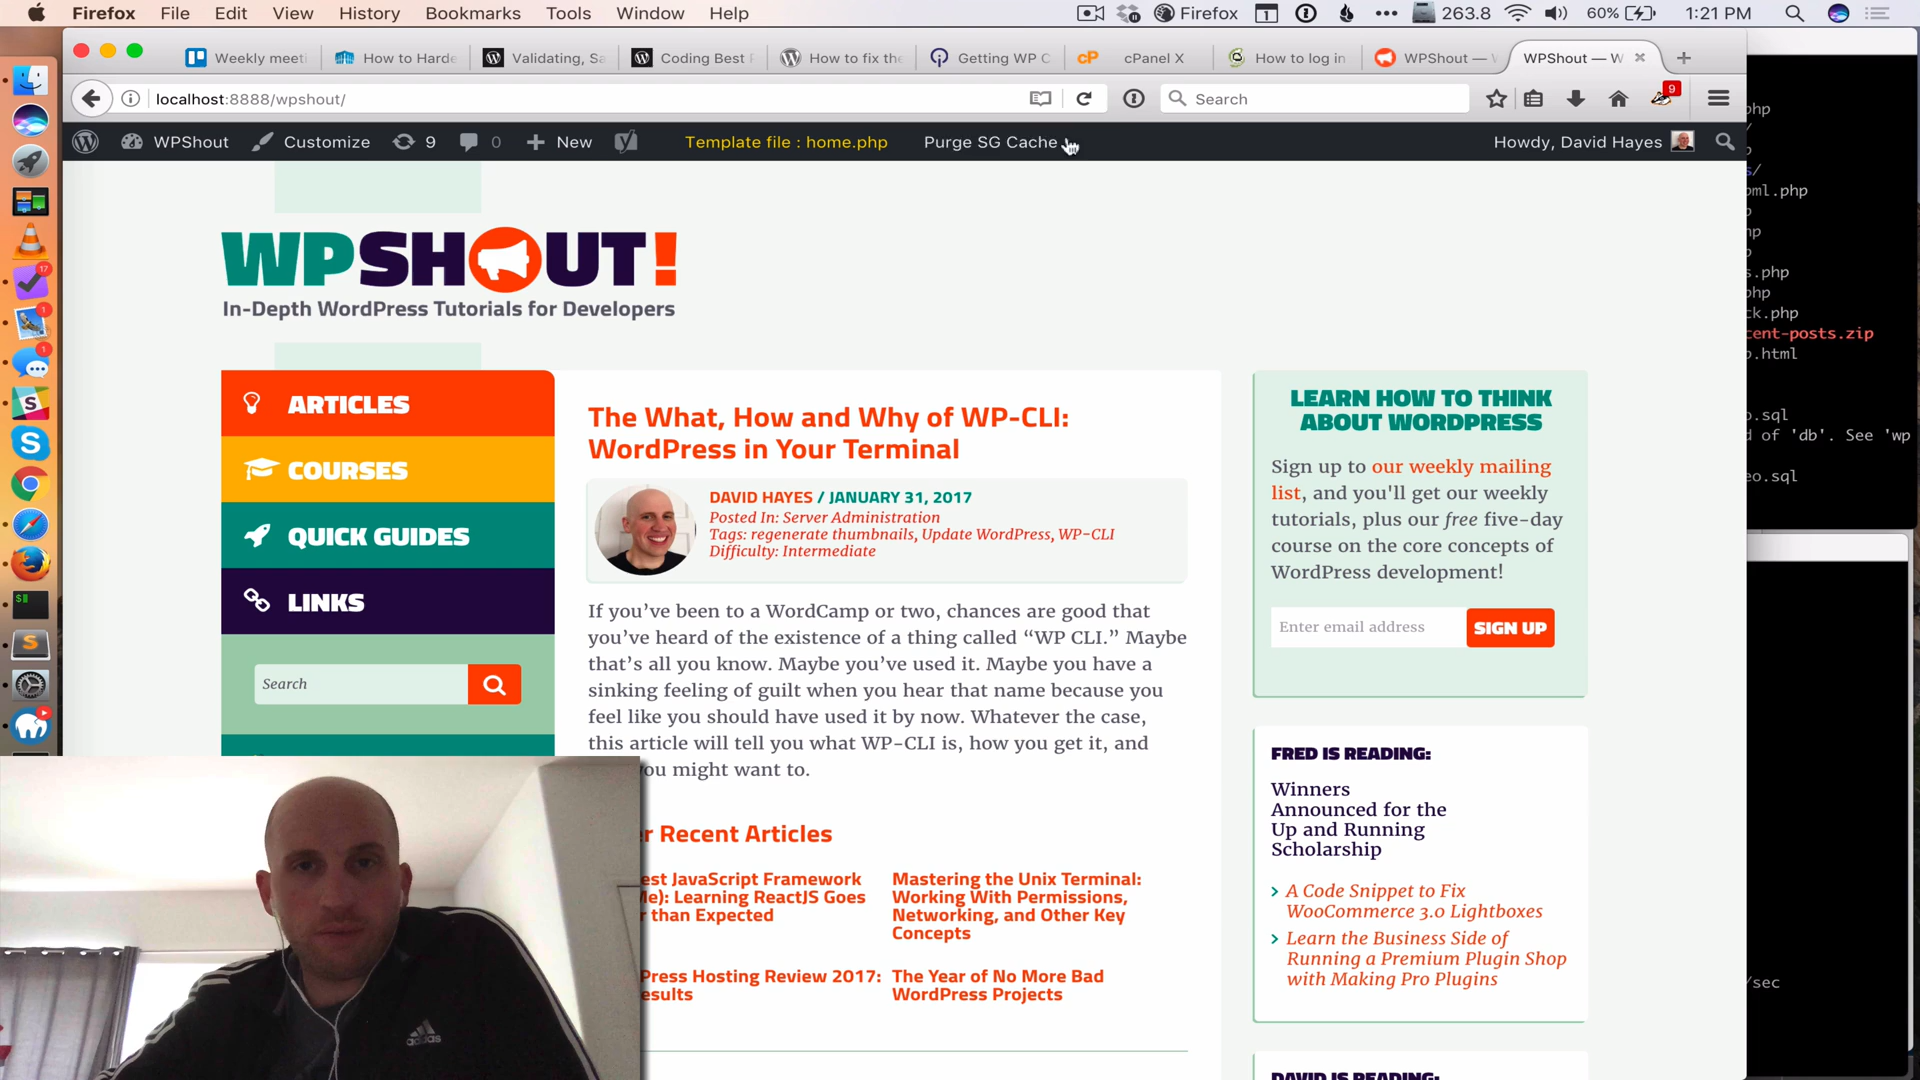 Firefox File Edit View History Bookmarks Tools Window Help Firefox 1 263.8 60% 1:21 PM
Weekly meeti How to Harde Validating, Sa Coding Best P How to fix the Getting WP C cPanel X How to log in WPShout — WPShout — W
localhost:8888/wpshout/ Search 9
WPShout Customize 9 0 New Template file : home.php Purge SG Cache Howdy, David Hayes
WPSHOUT!
In-Depth WordPress Tutorials for Developers
ARTICLES
COURSES
QUICK GUIDES
LINKS
Search
The What, How and Why of WP-CLI:
WordPress in Your Terminal
DAVID HAYES / JANUARY 31, 2017
Posted In: Server Administration
Tags: regenerate thumbnails, Update WordPress, WP-CLI
Difficulty: Intermediate
If you've been to a WordCamp or two, chances are good that
you've heard of the existence of a thing called “WP CLI.” Maybe
that's all you know. Maybe you've used it. Maybe you have a
sinking feeling of guilt when you hear that name because you
feel like you should have used it by now. Whatever the case,
this article will tell you what WP-CLI is, how you get it, and
you might want to.
Recent Articles
JavaScript Framework
Learning ReactJS Goes
than Expected
Mastering the Unix Terminal:
Working With Permissions,
Networking, and Other Key
Concepts
Press Hosting Review 2017:
The Year of No More Bad
WordPress Projects
LEARN HOW TO THINK
ABOUT WORDPRESS
Sign up to our weekly mailing
list, and you'll get our weekly
tutorials, plus our free five-day
course on the core concepts of
WordPress development!
Enter email address SIGN UP
FRED IS READING:
Winners
Announced for the
Up and Running
Scholarship
A Code Snippet to Fix
WooCommerce 3.0 Lightboxes
Learn the Business Side of
Running a Premium Plugin Shop
with Making Pro Plugins
DAVID IS READING:
17
1
1
adidas
.php
cent-posts.zip
.html
.sql
d of 'db'. See 'wp
eo.sql
/sec